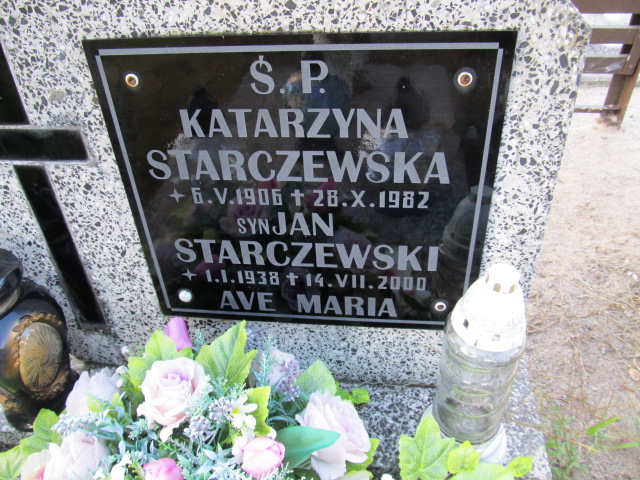 Ś. P.
KATARZYNA
STARCZEWSKA
6.V.1906 + 28.X.1982
SYN JAN
STARCZEWSKI
1.I.1938 + 14.VII.2000
AVE MARIA